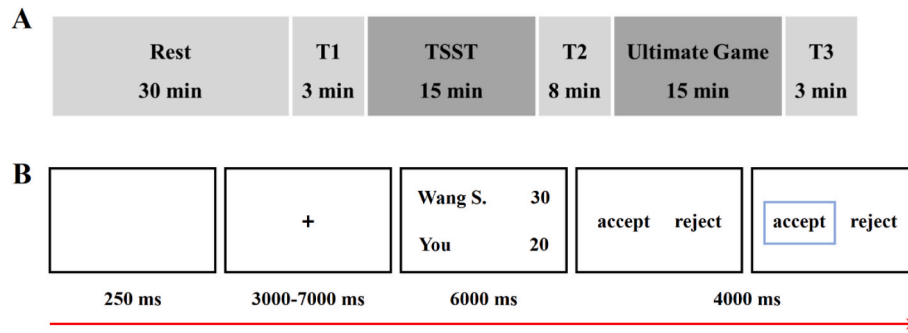 A
Rest T1 TSST T2 Ultimate Game T3
30 min 3 min 15 min 8 min 15 min 3 min
B
Wang S. 30
+
accept reject accept reject
You 20
250 ms 3000-7000 ms 6000 ms 4000 ms